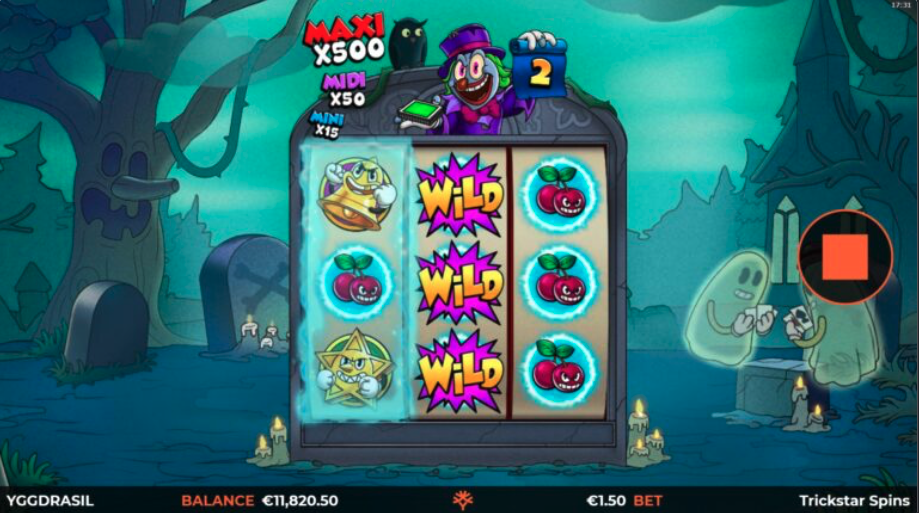 17:31
MAXI
X500
MIDI
X50
MINI
X15
2
WiLD
WiLD
WiLD
YGGDRASIL BALANCE €11,820.50 €1.50 BET Trickstar Spins